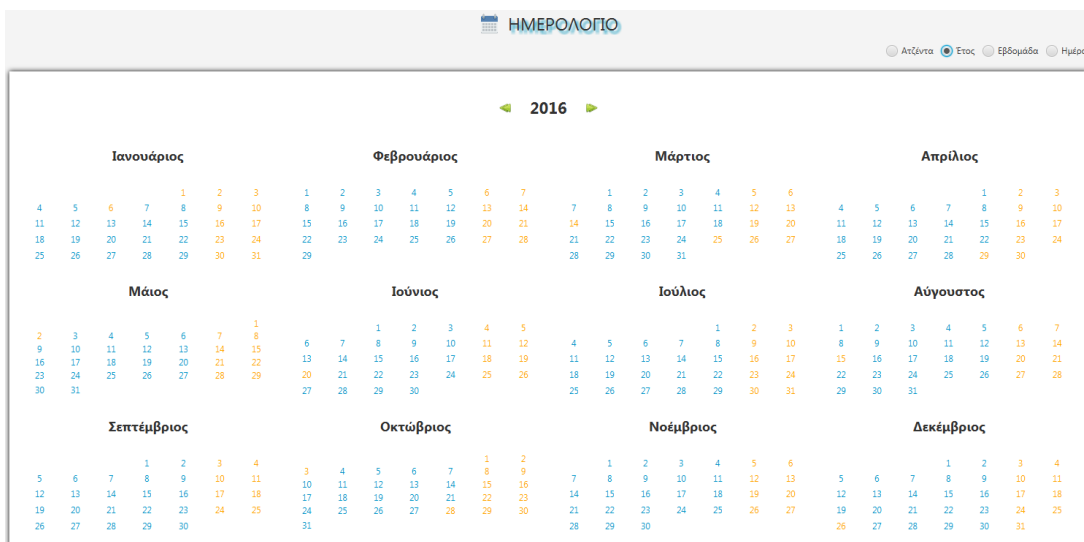 ΗΜΕΡΟΛΟΓΙΟ
Ατζέντα Έτος Εβδομάδα Ημέρα
2016
Ιανουάριος Φεβρουάριος Μάρτιος Απρίλιος
1 2 3 1 2 3 4 5 6 7 1 2 3 4 5 6 1 2 3
4 5 6 7 8 9 10 8 9 10 11 12 13 14 7 8 9 10 11 12 13 4 5 6 7 8 9 10
11 12 13 14 15 16 17 15 16 17 18 19 20 21 14 15 16 17 18 19 20 11 12 13 14 15 16 17
18 19 20 21 22 23 24 22 23 24 25 26 27 28 21 22 23 24 25 26 27 18 19 20 21 22 23 24
25 26 27 28 29 30 31 29 28 29 30 31 25 26 27 28 29 30
Μάιος Ιούνιος Ιούλιος Αύγουστος
1 1 2 3 4 5 1 2 3 1 2 3 4 5 6 7
2 3 4 5 6 7 8 6 7 8 9 10 11 12 4 5 6 7 8 9 10 8 9 10 11 12 13 14
9 10 11 12 13 14 15 13 14 15 16 17 18 19 11 12 13 14 15 16 17 15 16 17 18 19 20 21
16 17 18 19 20 21 22 20 21 22 23 24 25 26 18 19 20 21 22 23 24 22 23 24 25 26 27 28
23 24 25 26 27 28 29 27 28 29 30 25 26 27 28 29 30 31 29 30 31
30 31
Σεπτέμβριος Οκτώβριος Νοέμβριος Δεκέμβριος
1 2 3 4 1 2 1 2 3 4 5 6 1 2 3 4
5 6 7 8 9 10 11 3 4 5 6 7 8 9 7 8 9 10 11 12 13 5 6 7 8 9 10 11
12 13 14 15 16 17 18 10 11 12 13 14 15 16 14 15 16 17 18 19 20 12 13 14 15 16 17 18
19 20 21 22 23 24 25 17 18 19 20 21 22 23 21 22 23 24 25 26 27 19 20 21 22 23 24 25
26 27 28 29 30 24 25 26 27 28 29 30 28 29 30 26 27 28 29 30 31
31